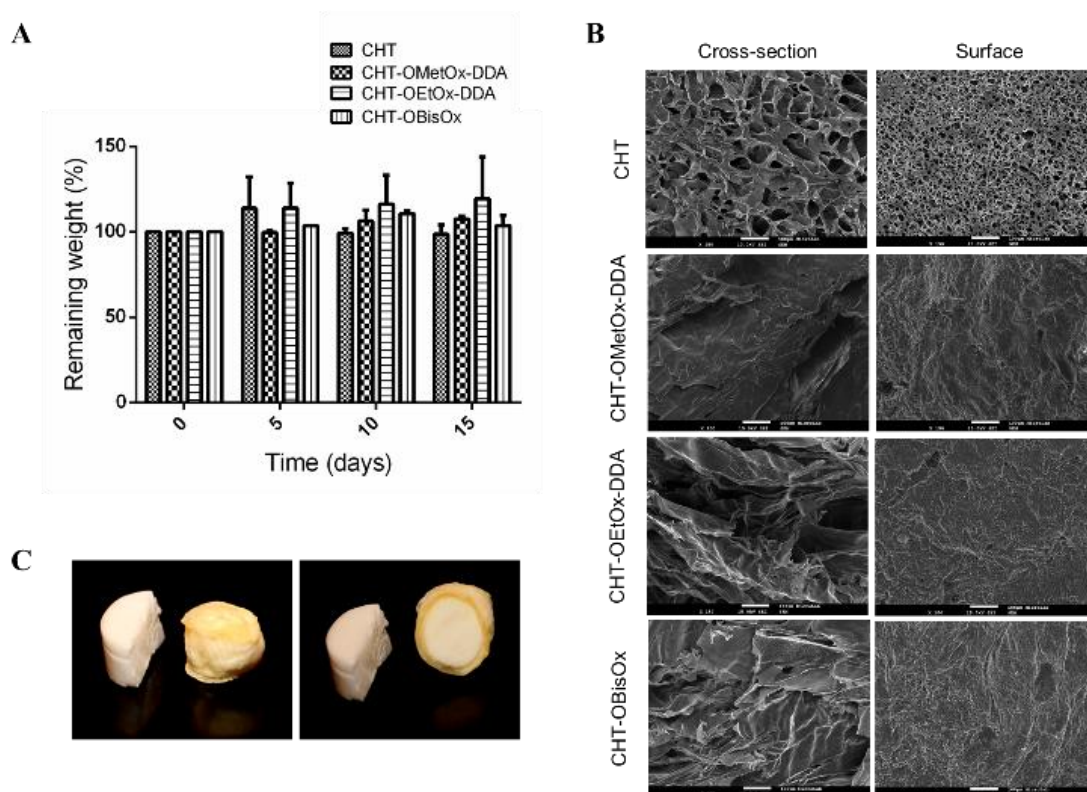 A
CHT
CHT-OMetOx-DDA
CHT-OEtOx-DDA
CHT-OBisOx
150
100
50
0
Remaining weight (%)
0
5
10
15
Time (days)
B
Cross-section
Surface
CHT
CHT-OMetOx-DDA
CHT-OEtOx-DDA
CHT-OBisOx
C